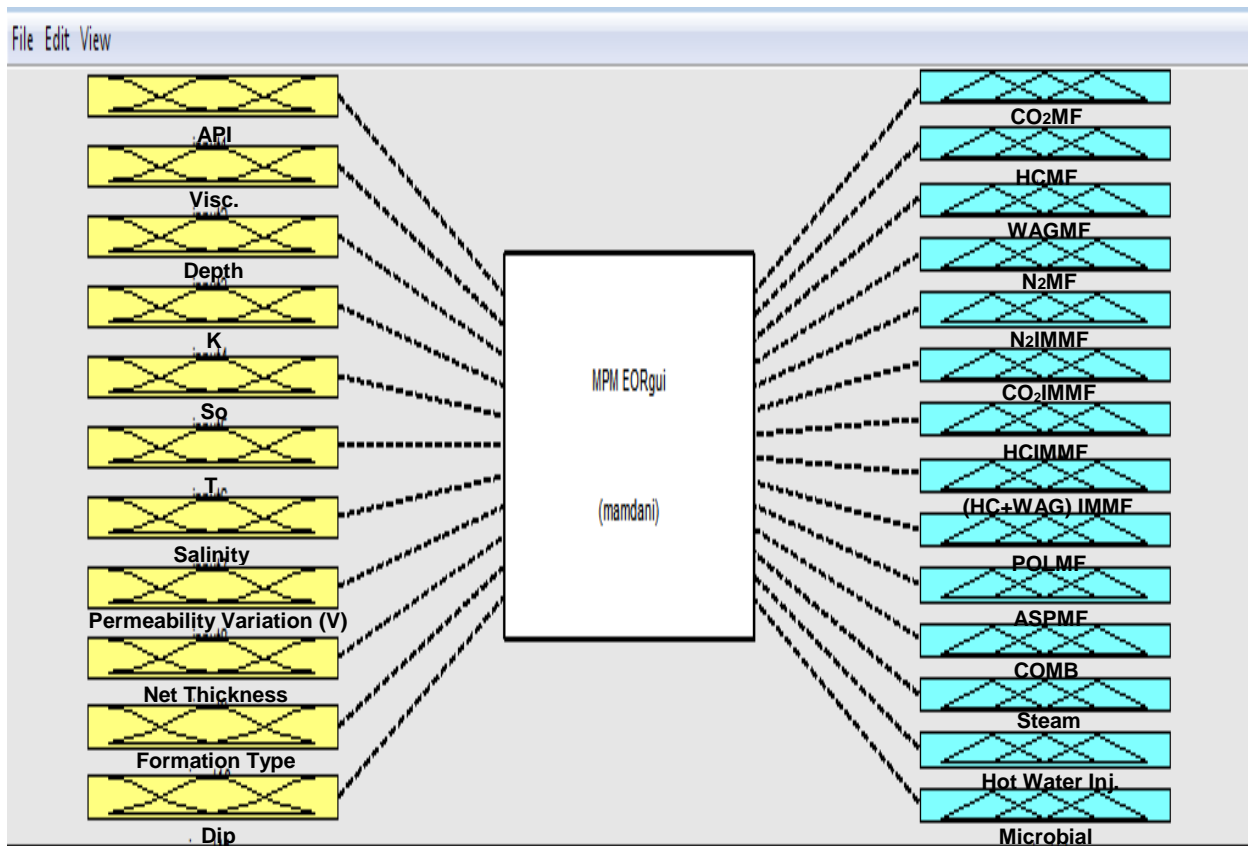 File Edit View
API
Visc.
Depth
K
So
T
Salinity
Permeability Variation (V)
Net Thickness
Formation Type
Dip
MPM EORgui
(mamdani)
CO2MF
HCMF
WAGMF
N2MF
N2IMMF
CO2IMMF
HCIMMF
(HC+WAG) IMMF
POLMF
ASPMF
COMB
Steam
Hot Water Inj.
Microbial